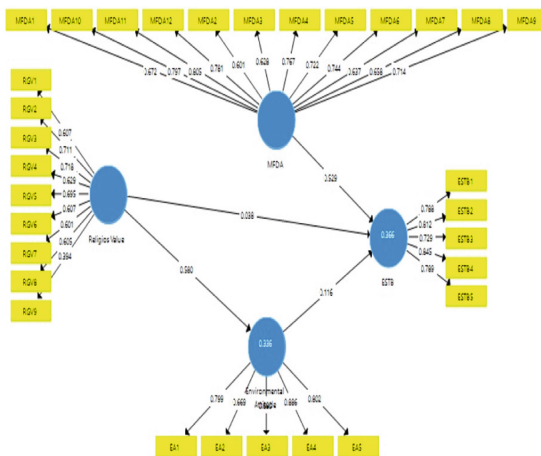 MFDA1 MFDA10 MFDA11 MFDA12 MFDA2 MFDA3 MFDA4 MFDA5 MFDA6 MFDA7 MFDA8 MFDA9
0.672 0.797 0.805 0.781 0.601 0.628 0.767 0.722 0.744 0.637 0.658 0.714
MFDA
RGV1
RGV2
RGV3
RGV4
RGV5
RGV6
RGV7
RGV8
RGV9
0.607
0.711
0.718
0.629
0.695
0.607
0.601
0.605
0.394
Religios Value
0.529
0.038
0.580
0.116
ESTB1
ESTB2
ESTB3
ESTB4
ESTB5
0.788
0.812
0.729
0.845
0.789
0.366
ESTB
0.336
Environmental
0.799 0.669 0.886 0.802
EA1 EA2 EA3 EA4 EA5